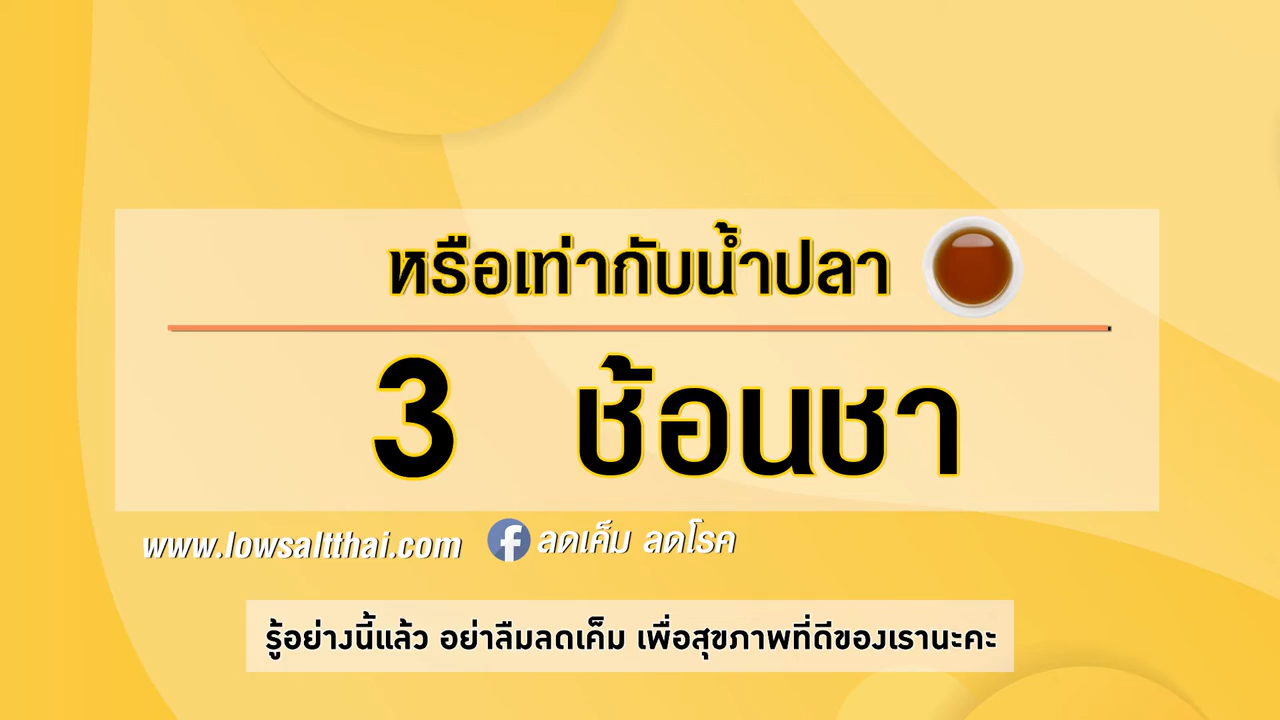 หรือเท่ากับน้ำปลา
3 ช้อนชา
www.lowsaltthai.com ลดเค็ม ลดโรค
รู้อย่างนี้แล้ว อย่าลืมลดเค็ม เพื่อสุขภาพที่ดีของเรานะคะ